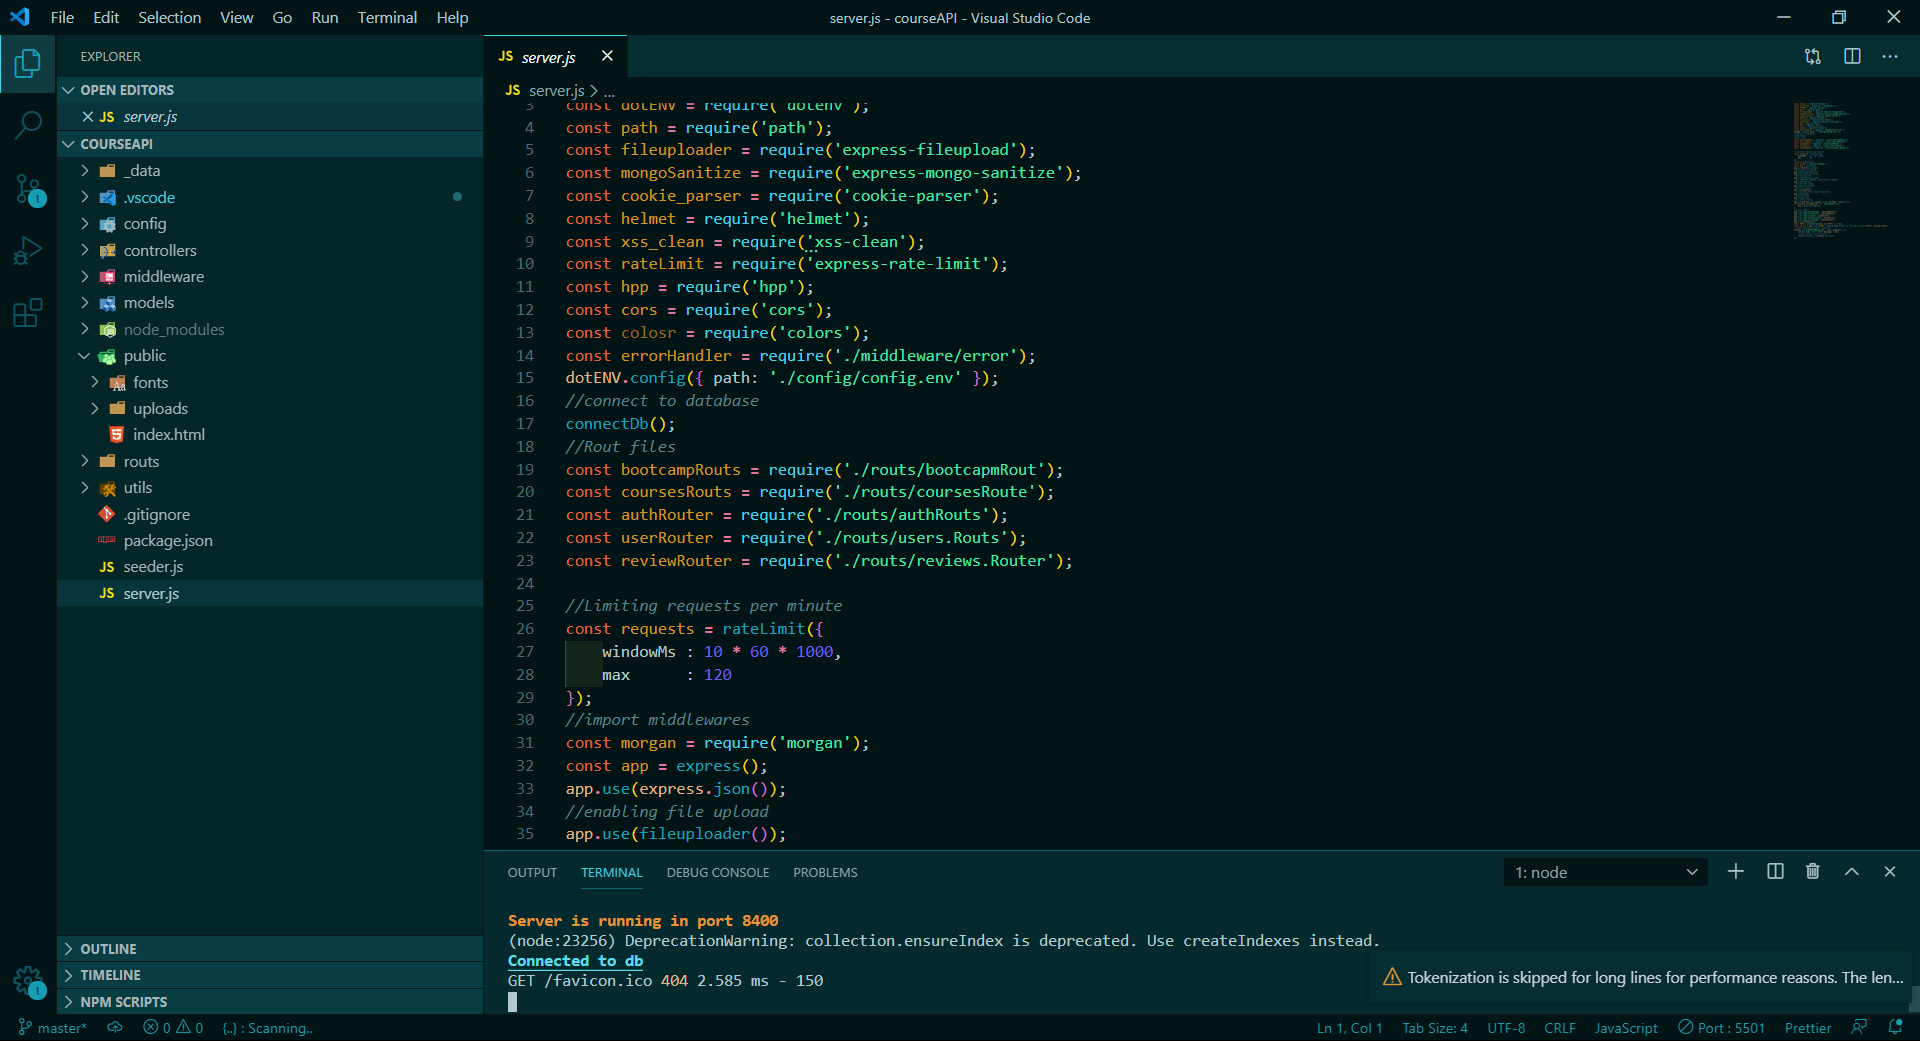 File Edit Selection View Go Run Terminal Help
server.js - courseAPI - Visual Studio Code
EXPLORER
OPEN EDITORS
JS server.js
COURSEAPI
_data
.vscode
config
controllers
middleware
models
node_modules
public
fonts
uploads
index.html
routs
utils
.gitignore
package.json
JS seeder.js
JS server.js
OUTLINE
TIMELINE
NPM SCRIPTS
1
1
JS server.js
JS server.js > ...
3 const dotENV = require('dotenv');
4 const path = require('path');
5 const fileuploader = require('express-fileupload');
6 const mongoSanitize = require('express-mongo-sanitize');
7 const cookie_parser = require('cookie-parser');
8 const helmet = require('helmet');
9 const xss_clean = require('xss-clean');
10 const rateLimit = require('express-rate-limit');
11 const hpp = require('hpp');
12 const cors = require('cors');
13 const colosr = require('colors');
14 const errorHandler = require('./middleware/error');
15 dotENV.config({ path: './config/config.env' });
16 //connect to database
17 connectDb();
18 //Rout files
19 const bootcampRouts = require('./routs/bootcapmRout');
20 const coursesRouts = require('./routs/coursesRoute');
21 const authRouter = require('./routs/authRouts');
22 const userRouter = require('./routs/users.Routs');
23 const reviewRouter = require('./routs/reviews.Router');
24
25 //Limiting requests per minute
26 const requests = rateLimit({
27 windowMs : 10 * 60 * 1000,
28 max : 120
29 });
30 //import middlewares
31 const morgan = require('morgan');
32 const app = express();
33 app.use(express.json());
34 //enabling file upload
35 app.use(fileuploader());
OUTPUT TERMINAL DEBUG CONSOLE PROBLEMS 1: node
Server is running in port 8400
(node:23256) DeprecationWarning: collection.ensureIndex is deprecated. Use createIndexes instead.
Connected to db
GET /favicon.ico 404 2.585 ms - 150
Tokenization is skipped for long lines for performance reasons. The len...
master* 0 0 {..} : Scanning.. Ln 1, Col 1 Tab Size: 4 UTF-8 CRLF JavaScript Port : 5501 Prettier